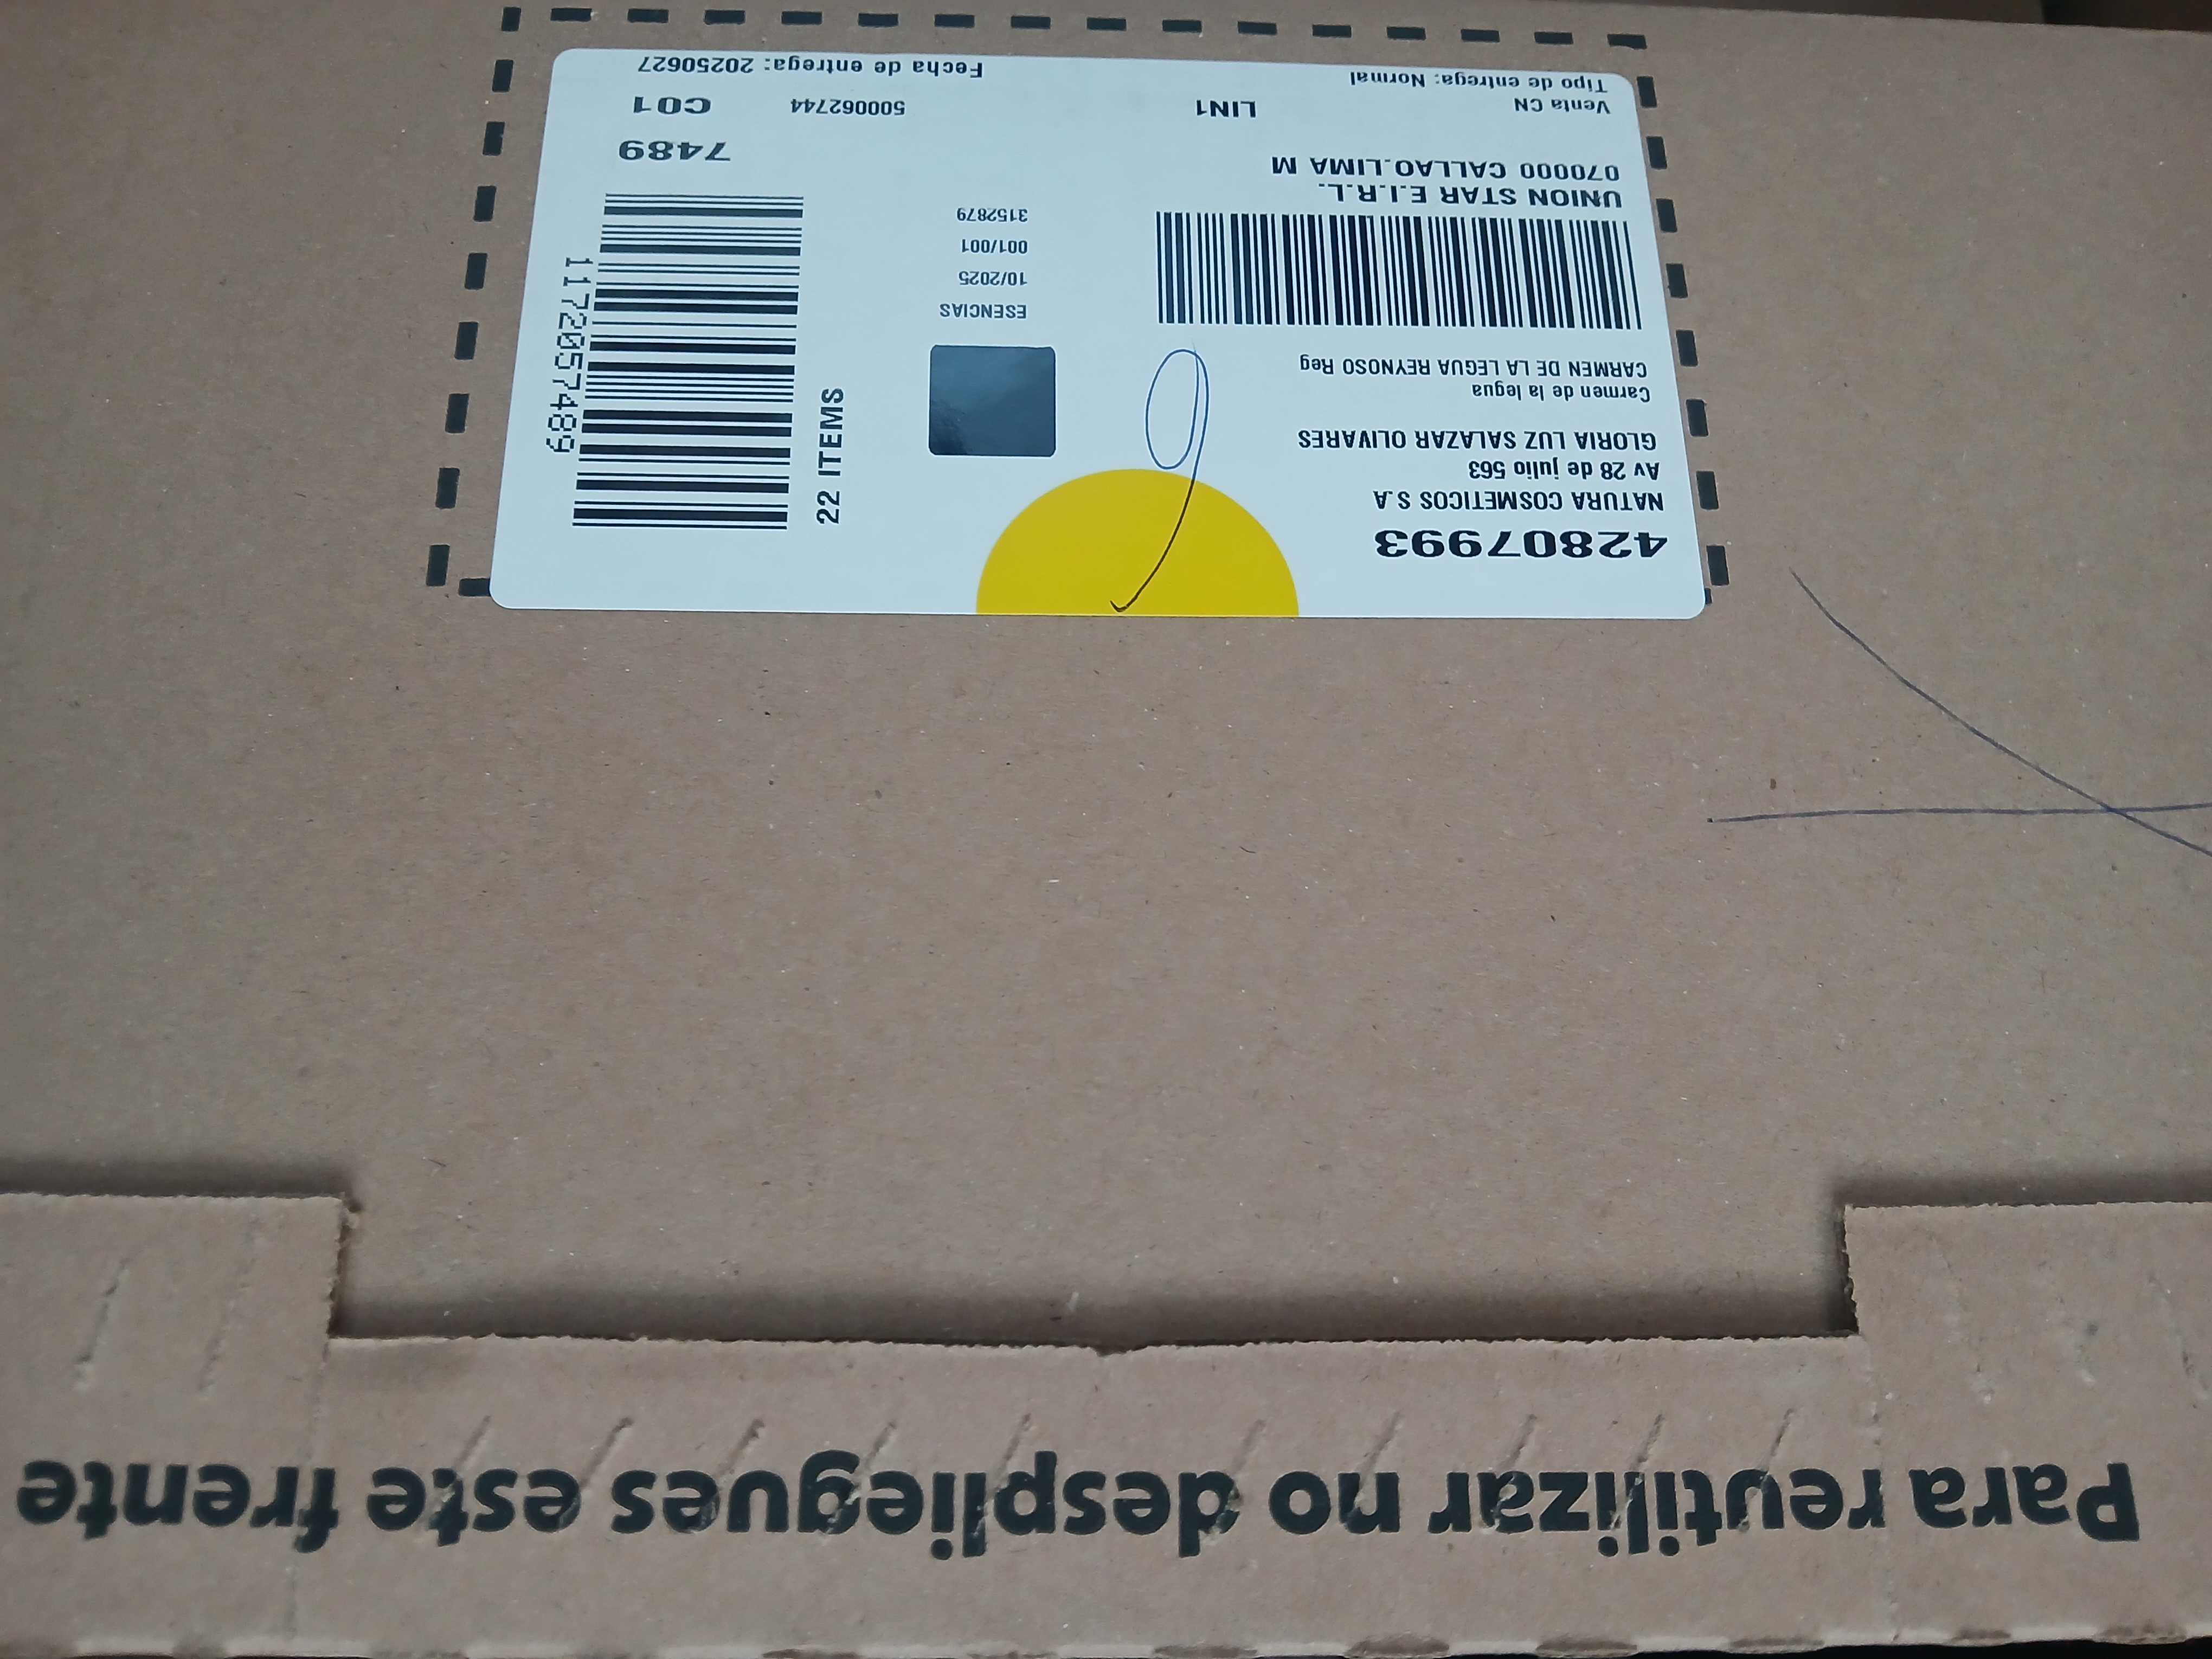 Para reutilizar no despliegues este frente
42807993
NATURA COSMETICOS S.A
Av 28 de julio 563
GLORIA LUZ SALAZAR OLIVARES
Carmen de la legua
CARMEN DE LA LEGUA REYNOSO Reg
UNION STAR E.I.R.L.
070000 CALLAO.LIMA M
Venta CN
LIN1
Tipo de entrega: Normal
ESENCIAS
10/2025
001/001
3152879
22 ITEMS
1172057489
7489
500062744
C01
Fecha de entrega: 20250627